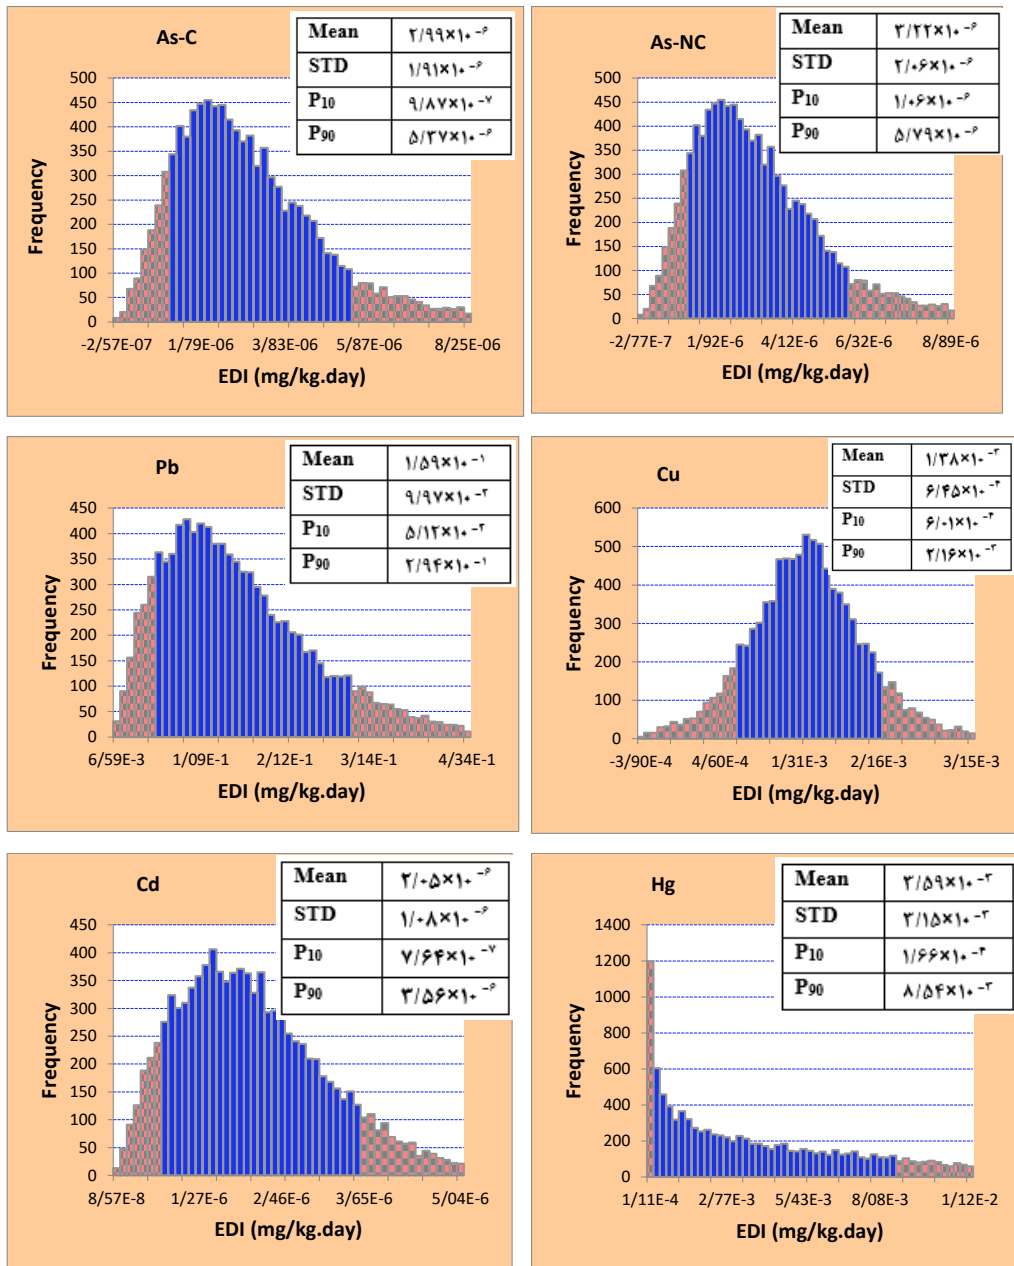 As-C
Mean ۲/۹۹×۱۰⁻۶
STD ۱/۹۱×۱۰⁻۶
P10 ۹/۸۷×۱۰⁻۷
P90 ۵/۳۷×۱۰⁻۶
Frequency
500
450
400
350
300
250
200
150
100
50
0
-2/57E-07 1/79E-06 3/83E-06 5/87E-06 8/25E-06
EDI (mg/kg.day)
As-NC
Mean ۳/۲۲×۱۰⁻۶
STD ۲/۰۶×۱۰⁻۶
P10 ۱/۰۶×۱۰⁻۶
P90 ۵/۷۹×۱۰⁻۶
Frequency
500
450
400
350
300
250
200
150
100
50
0
-2/77E-7 1/92E-6 4/12E-6 6/32E-6 8/89E-6
EDI (mg/kg.day)
Pb
Mean ۱/۵۹×۱۰⁻۱
STD ۹/۹۷×۱۰⁻۲
P10 ۵/۱۲×۱۰⁻۲
P90 ۲/۹۴×۱۰⁻۱
Frequency
450
400
350
300
250
200
150
100
50
0
6/59E-3 1/09E-1 2/12E-1 3/14E-1 4/34E-1
EDI (mg/kg.day)
Cu
Mean ۱/۳۸×۱۰⁻۳
STD ۶/۴۵×۱۰⁻۴
P10 ۶/۰۱×۱۰⁻۴
P90 ۲/۱۶×۱۰⁻۳
Frequency
600
500
400
300
200
100
0
-3/90E-4 4/60E-4 1/31E-3 2/16E-3 3/15E-3
EDI (mg/kg.day)
Cd
Mean ۲/۰۵×۱۰⁻۶
STD ۱/۰۸×۱۰⁻۶
P10 ۷/۶۴×۱۰⁻۷
P90 ۳/۵۶×۱۰⁻۶
Frequency
450
400
350
300
250
200
150
100
50
0
8/57E-8 1/27E-6 2/46E-6 3/65E-6 5/04E-6
EDI (mg/kg.day)
Hg
Mean ۳/۵۹×۱۰⁻۳
STD ۳/۱۵×۱۰⁻۳
P10 ۱/۶۶×۱۰⁻۴
P90 ۸/۵۴×۱۰⁻۳
Frequency
1400
1200
1000
800
600
400
200
0
1/11E-4 2/77E-3 5/43E-3 8/08E-3 1/12E-2
EDI (mg/kg.day)